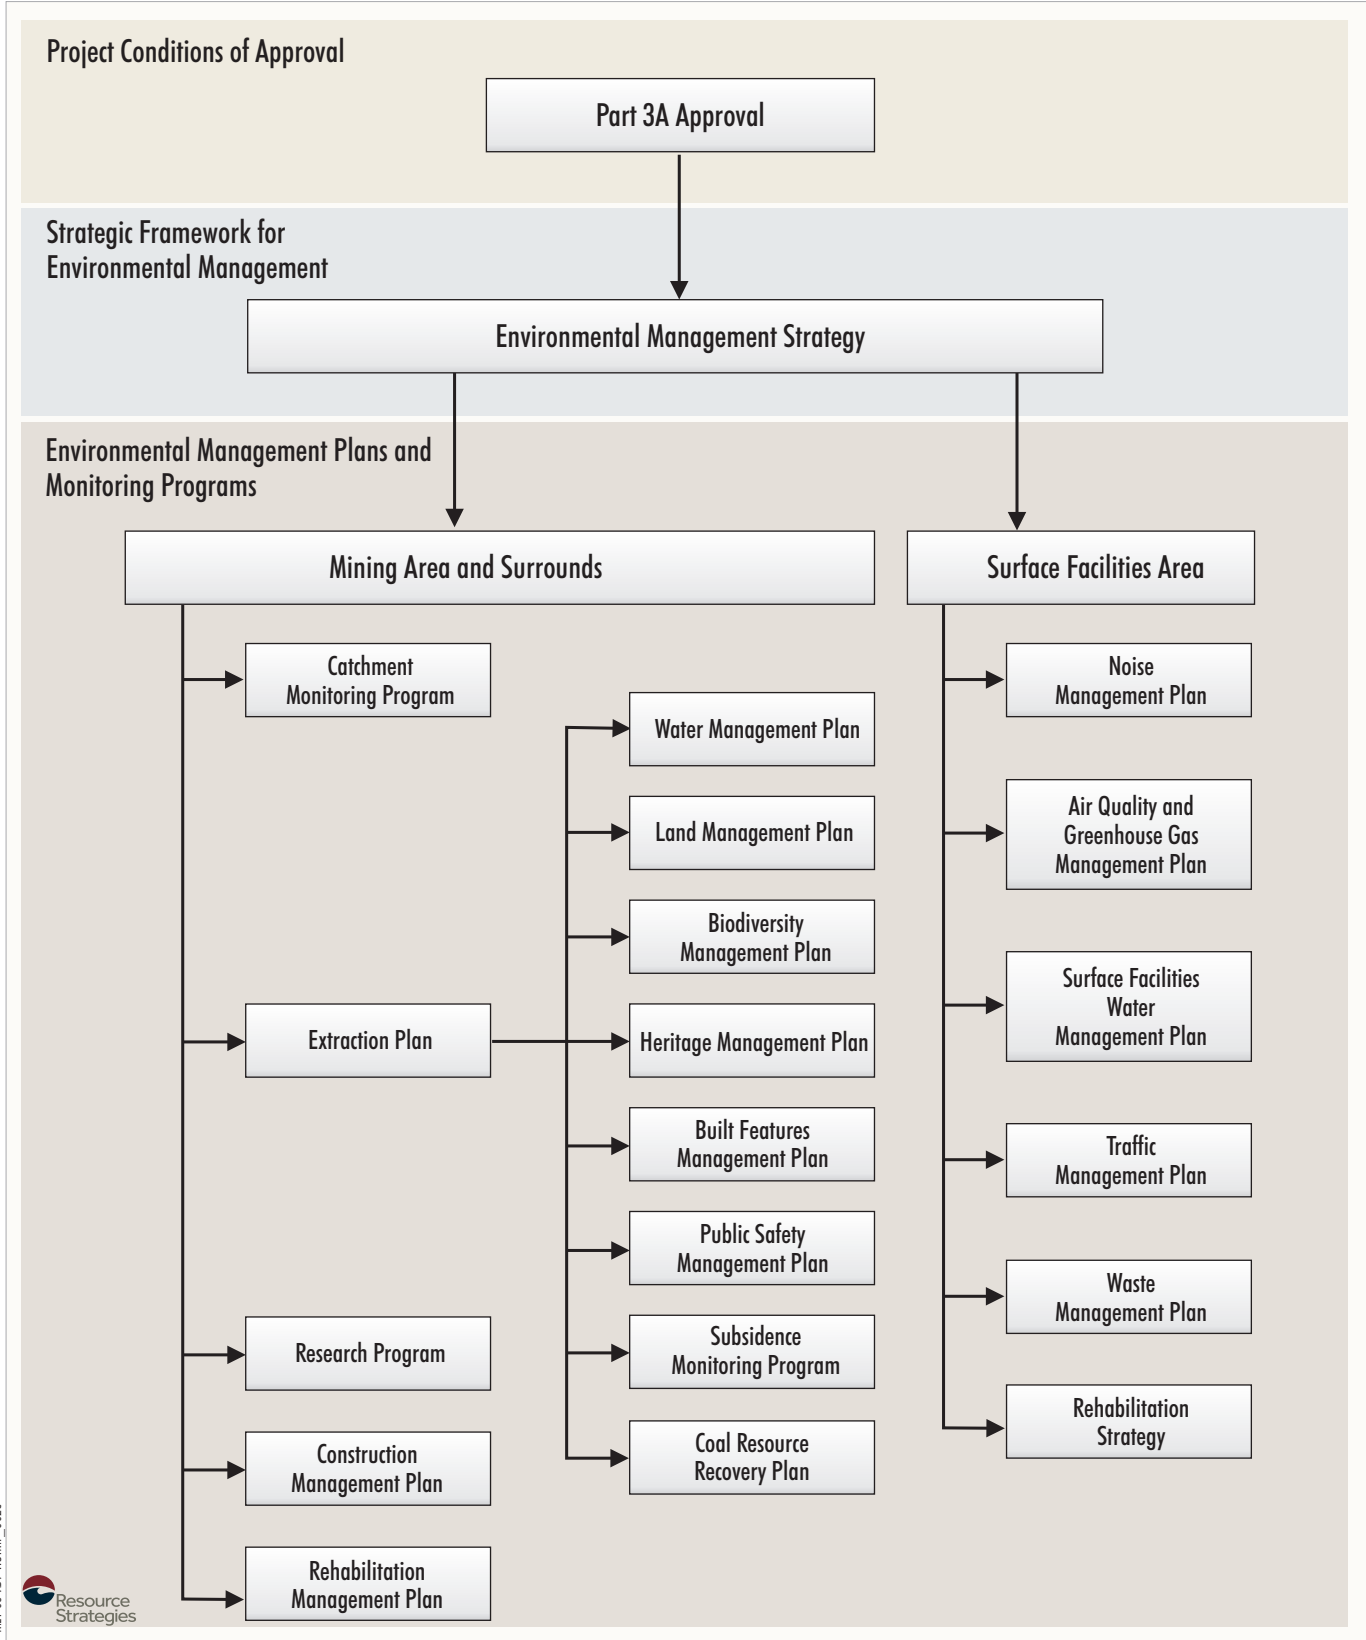 Project Conditions of Approval
Part 3A Approval
Strategic Framework for
Environmental Management
Environmental Management Strategy
Environmental Management Plans and
Monitoring Programs
Mining Area and Surrounds
Catchment
Monitoring Program
Extraction Plan
Research Program
Construction
Management Plan
Rehabilitation
Management Plan
Water Management Plan
Land Management Plan
Biodiversity
Management Plan
Heritage Management Plan
Built Features
Management Plan
Public Safety
Management Plan
Subsidence
Monitoring Program
Coal Resource
Recovery Plan
Surface Facilities Area
Noise
Management Plan
Air Quality and
Greenhouse Gas
Management Plan
Surface Facilities
Water
Management Plan
Traffic
Management Plan
Waste
Management Plan
Rehabilitation
Strategy
Resource
Strategies